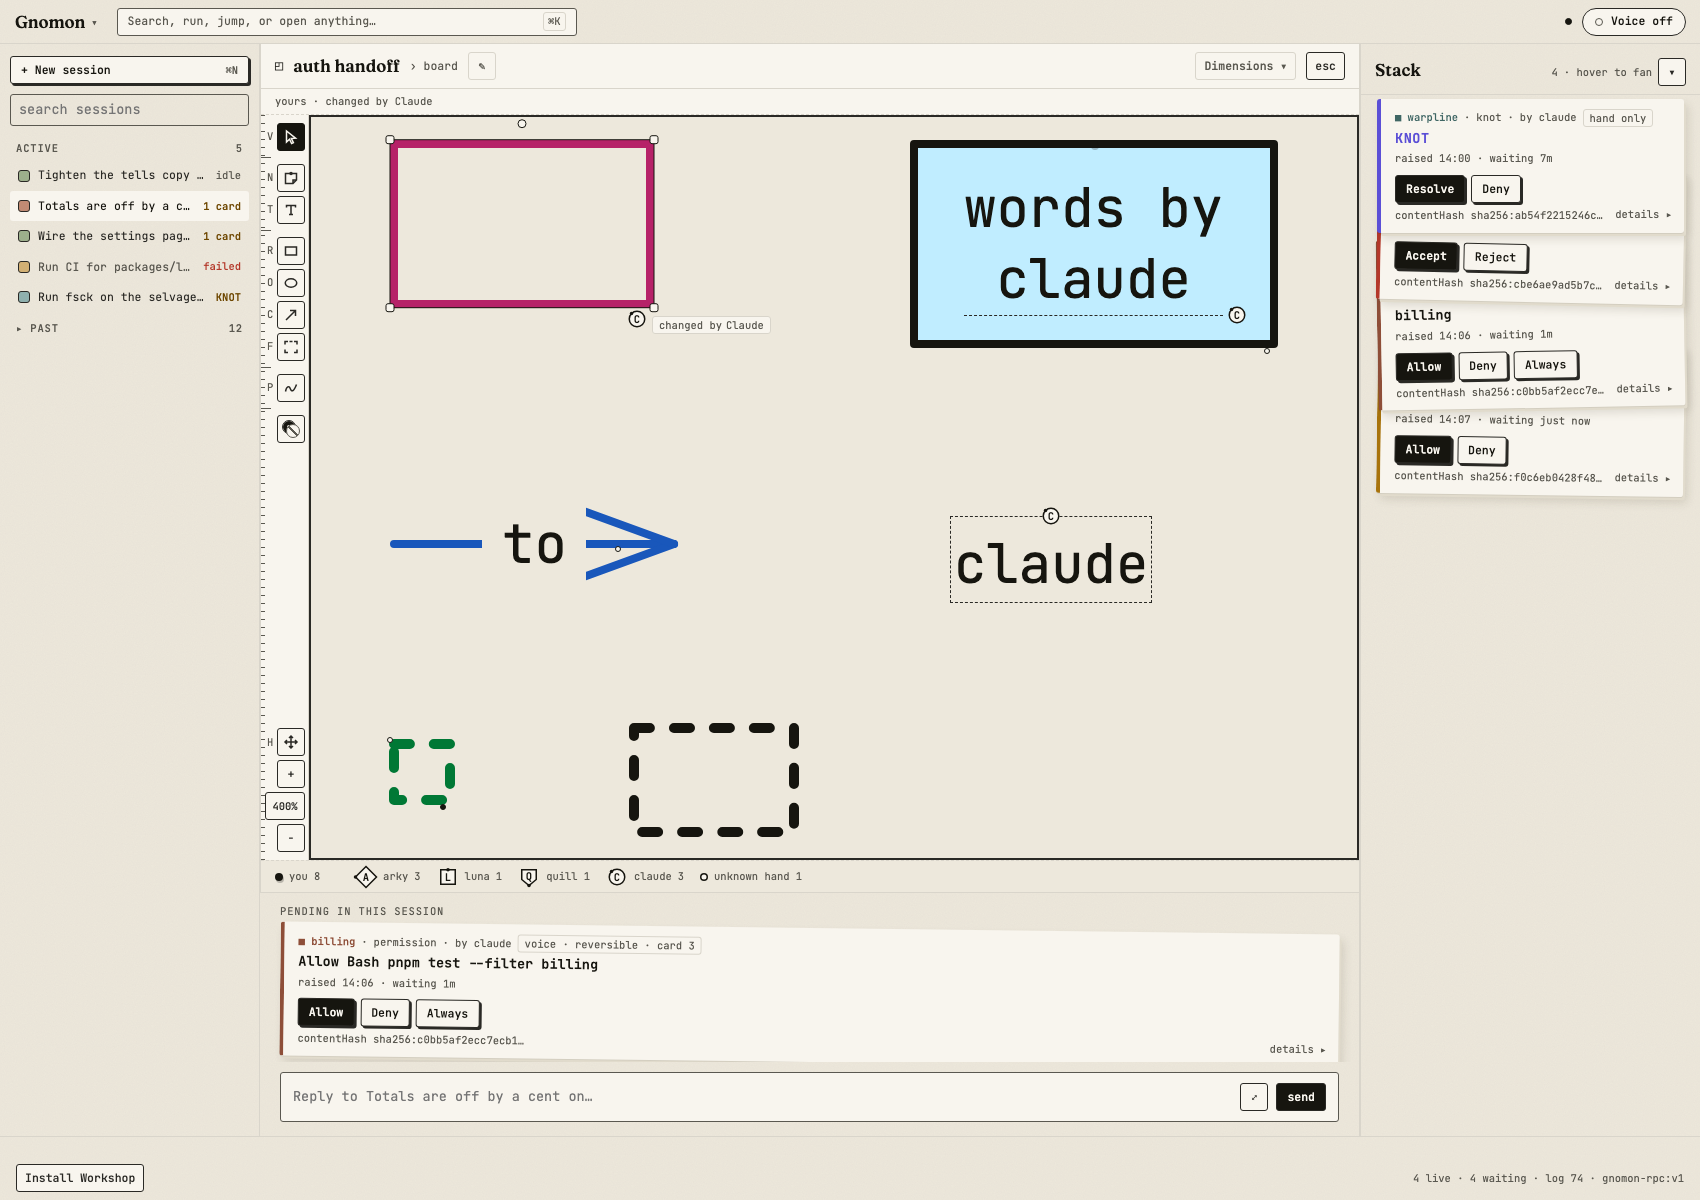 Gnomon ▾
Search, run, jump, or open anything…
⌘K
Voice off
+ New session ⌘N
search sessions
ACTIVE 5
Tighten the tells copy … idle
Totals are off by a c… 1 card
Wire the settings pag… 1 card
Run CI for packages/l… failed
Run fsck on the selvage… KNOT
▸ PAST 12
auth handoff › board
Dimensions ▾
esc
yours · changed by Claude
V
N
T
R
O
C
F
P
H
+
400%
-
C
changed by Claude
words by
claude
C
to
C
claude
you 8
A arky 3
L luna 1
Q quill 1
C claude 3
unknown hand 1
PENDING IN THIS SESSION
■ billing · permission · by claude voice · reversible · card 3
Allow Bash pnpm test --filter billing
raised 14:06 · waiting 1m
Allow Deny Always
contentHash sha256:c0bb5af2ecc7ecb1…
details ▸
Reply to Totals are off by a cent on…
send
Stack
4 · hover to fan
▾
■ warpline · knot · by claude hand only
KNOT
raised 14:00 · waiting 7m
Resolve Deny
contentHash sha256:ab54f2215246c… details ▸
Accept Reject
contentHash sha256:cbe6ae9ad5b7c… details ▸
billing
raised 14:06 · waiting 1m
Allow Deny Always
contentHash sha256:c0bb5af2ecc7e… details ▸
raised 14:07 · waiting just now
Allow Deny
contentHash sha256:f0c6eb0428f48… details ▸
Install Workshop
4 live · 4 waiting · log 74 · gnomon-rpc:v1